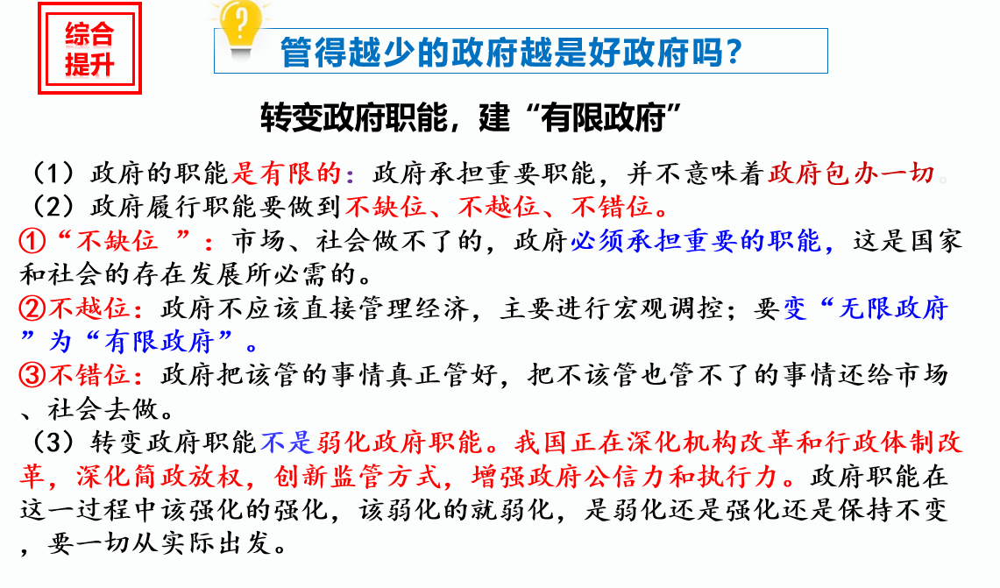 综合
提升
管得越少的政府越是好政府吗？
转变政府职能，建“有限政府”
（1）政府的职能是有限的：政府承担重要职能，并不意味着政府包办一切。
（2）政府履行职能要做到不缺位、不越位、不错位。
①“不缺位 ”：市场、社会做不了的，政府必须承担重要的职能，这是国家
和社会的存在发展所必需的。
②不越位：政府不应该直接管理经济，主要进行宏观调控；要变“无限政府
”为“有限政府”。
③不错位：政府把该管的事情真正管好，把不该管也管不了的事情还给市场
、社会去做。
（3）转变政府职能不是弱化政府职能。我国正在深化机构改革和行政体制改
革，深化简政放权，创新监管方式，增强政府公信力和执行力。政府职能在
这一过程中该强化的强化，该弱化的就弱化，是弱化还是强化还是保持不变
，要一切从实际出发。